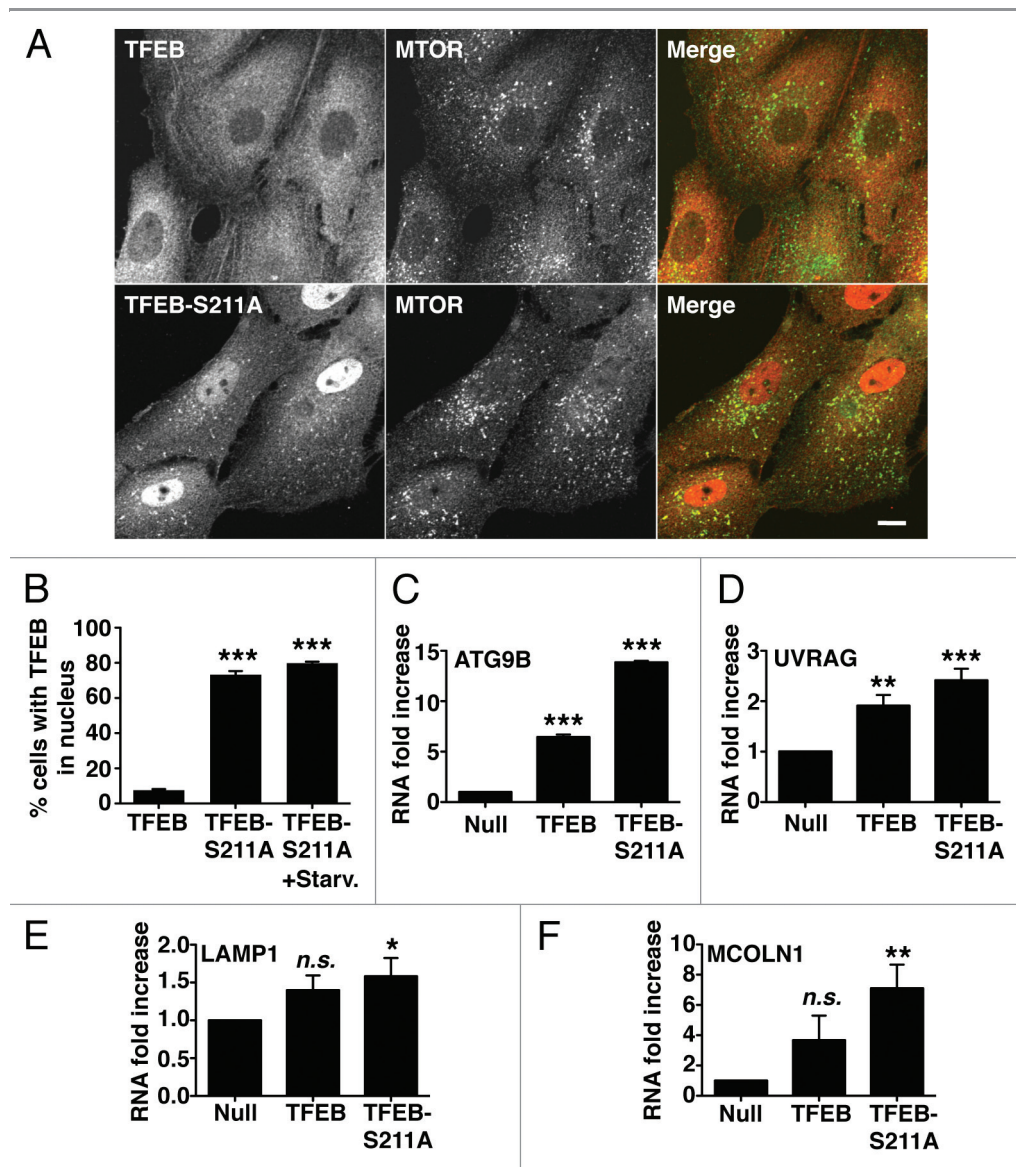 A
TFEB
MTOR
Merge
TFEB-S211A
MTOR
Merge
B
% cells with TFEB
in nucleus
100
80
60
40
20
0
***
***
TFEB
TFEB-
S211A
TFEB-
S211A
+Starv.
C
RNA fold increase
15
10
5
0
ATG9B
***
***
Null
TFEB
TFEB-
S211A
D
RNA fold increase
3
2
1
0
UVRAG
**
***
Null
TFEB
TFEB-
S211A
E
RNA fold increase
2.0
1.5
1.0
0.5
0.0
LAMP1
n.s.
*
Null
TFEB
TFEB-
S211A
F
RNA fold increase
10
8
6
4
2
0
MCOLN1
n.s.
**
Null
TFEB
TFEB-
S211A